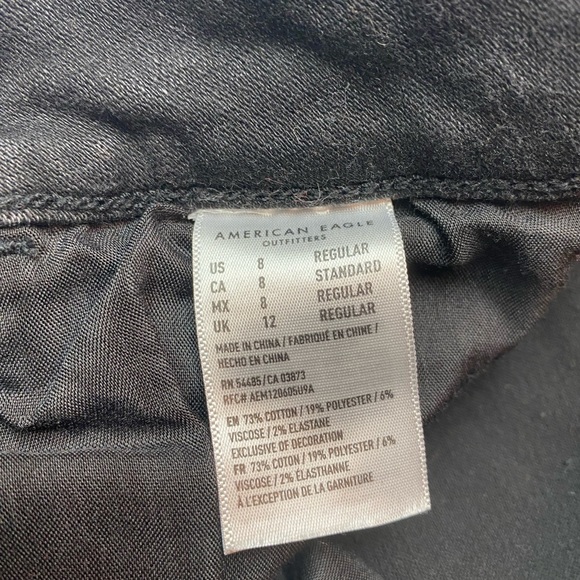 AMERICAN EAGLE
OUTFITTERS
US 8 REGULAR
CA 8 STANDARD
MX 8 REGULAR
UK 12 REGULAR
MADE IN CHINA / FABRIQUÉ EN CHINE /
HECHO EN CHINA
RN 54485 / CA 03873
RFC# AEM120605U9A
EN 73% COTTON / 19% POLYESTER / 6%
VISCOSE / 2% ELASTANE
EXCLUSIVE OF DECORATION
FR 73% COTON / 19% POLYESTER / 6%
VISCOSE / 2% ÉLASTHANNE
À L'EXCEPTION DE LA GARNITURE